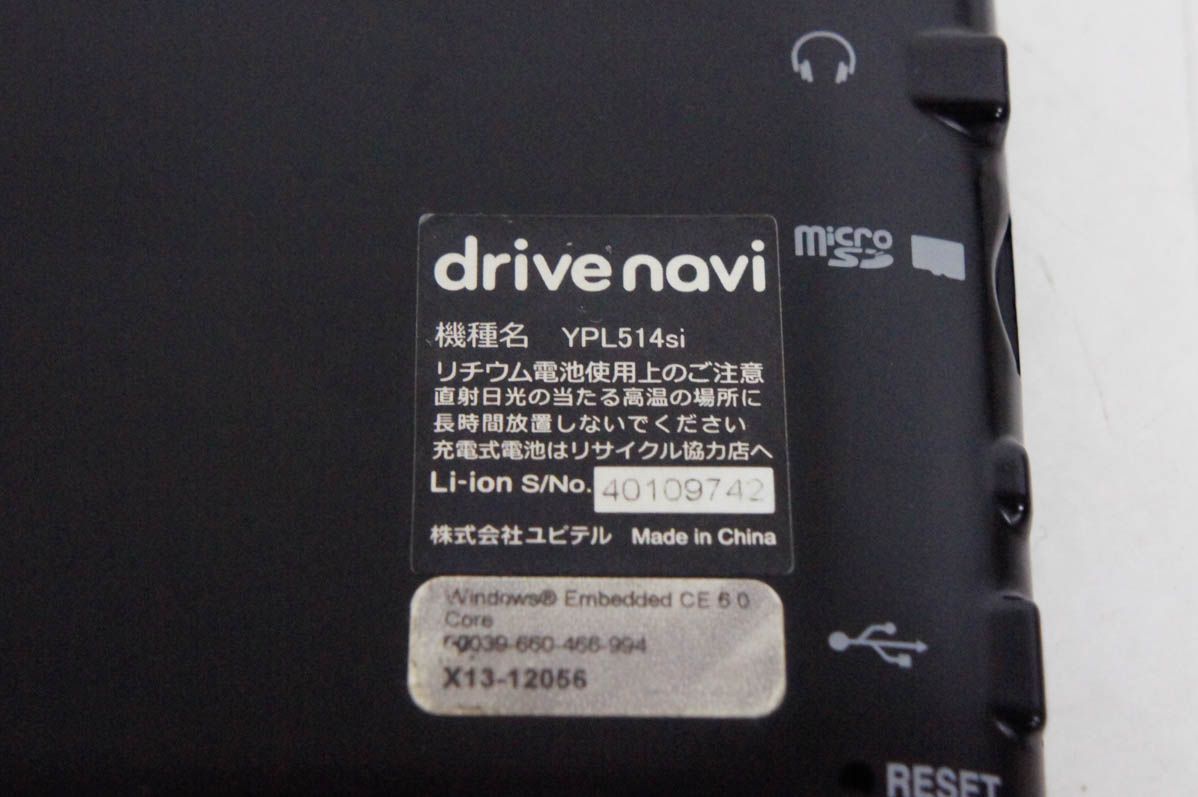 micro
SD
drive navi
機種名 YPL514si
リチウム電池使用上のご注意
直射日光の当たる高温の場所に
長時間放置しないでください
充電式電池はリサイクル協力店へ
Li-ion S/No. 40109742
株式会社ユピテル Made in China
Windows® Embedded CE 6.0
Core
00039-660-466-994
X13-12056
RESET